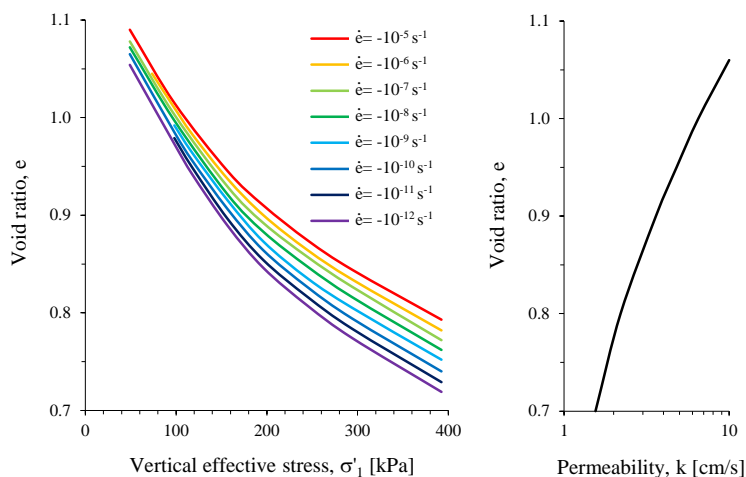 1.1
1.0
0.9
0.8
0.7
0
100
200
300
400
Void ratio, e
Vertical effective stress, σ'₁ [kPa]
ė= -10⁻⁵ s⁻¹
ė= -10⁻⁶ s⁻¹
ė= -10⁻⁷ s⁻¹
ė= -10⁻⁸ s⁻¹
ė= -10⁻⁹ s⁻¹
ė= -10⁻¹⁰ s⁻¹
ė= -10⁻¹¹ s⁻¹
ė= -10⁻¹² s⁻¹
1.1
1.0
0.9
0.8
0.7
1
10
Void ratio, e
Permeability, k [cm/s]